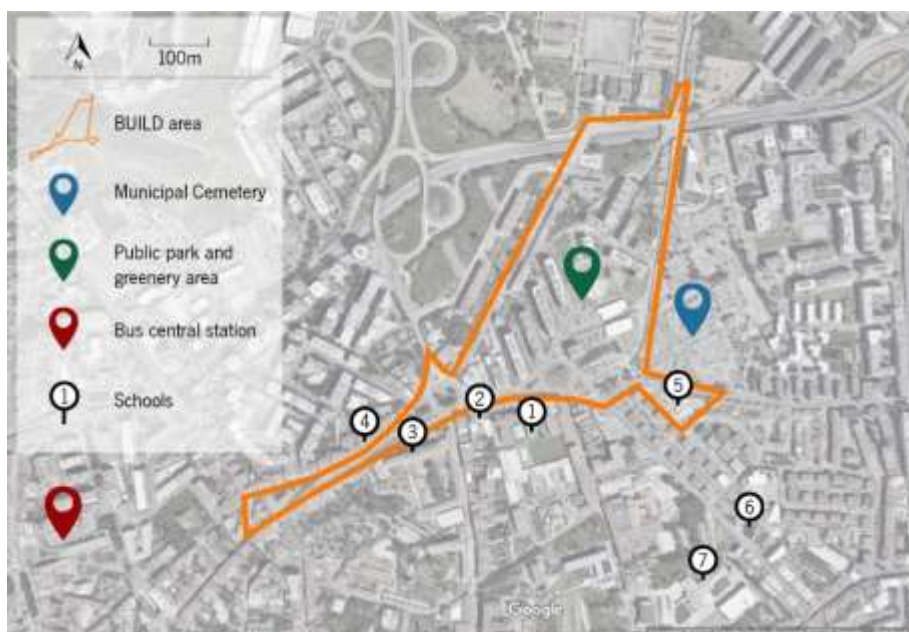 N
100m
BUILD area
Municipal Cemetery
Public park and
greenery area
Bus central station
1
Schools
1
2
3
4
5
6
7
Google